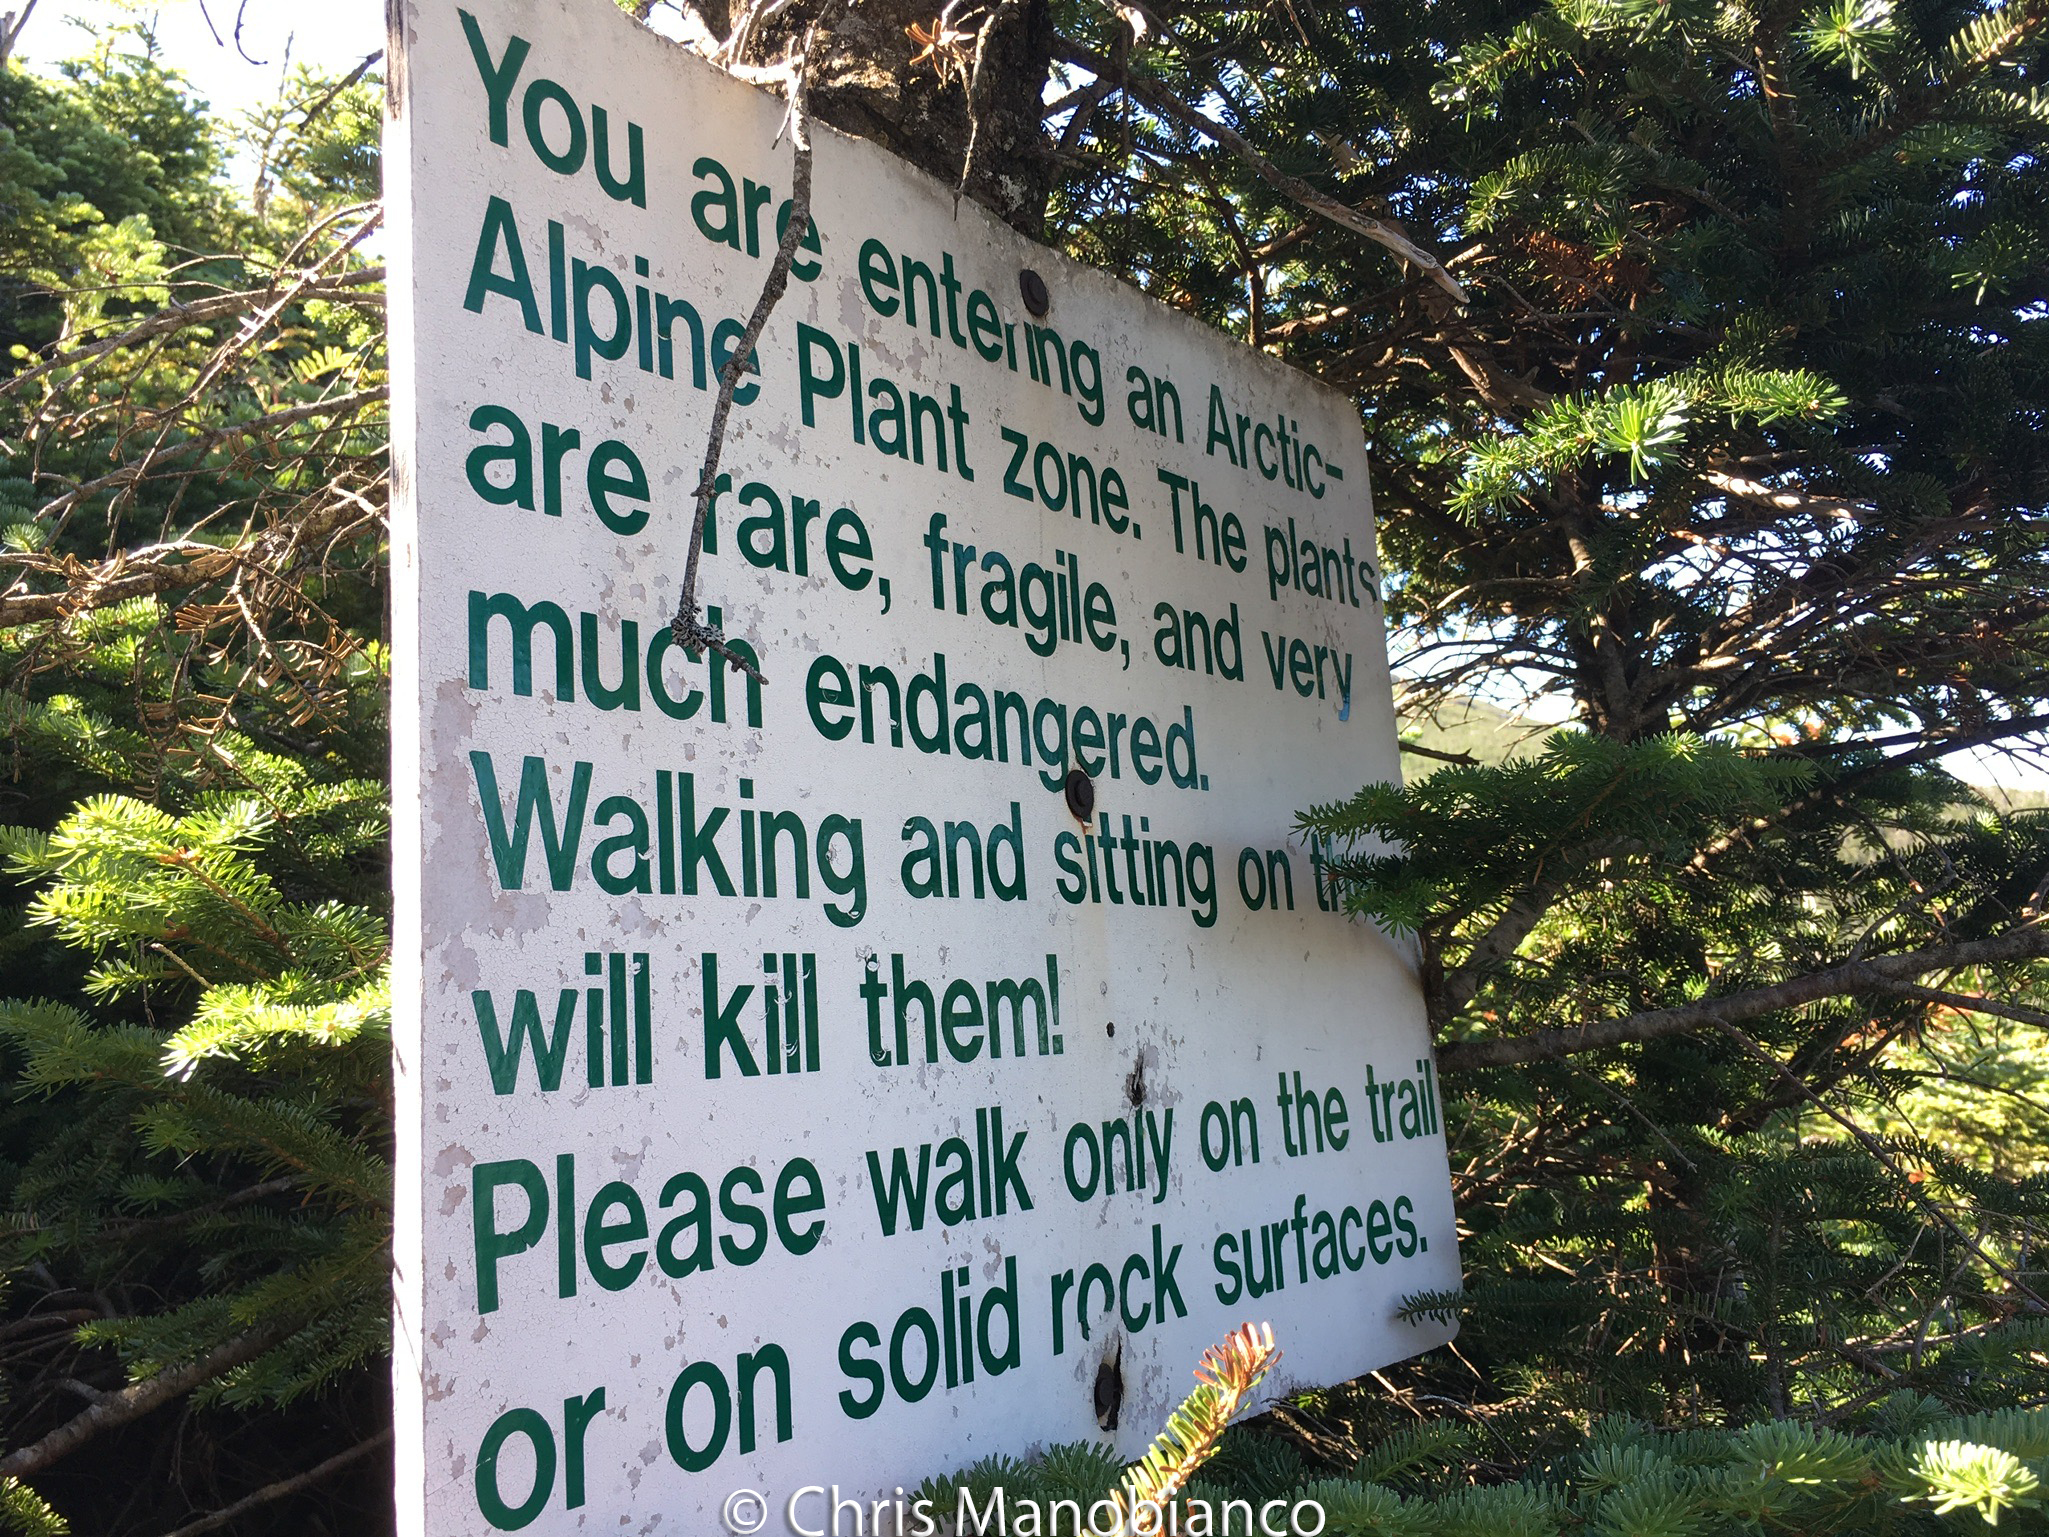 You are entering an Arctic-
Alpine Plant zone. The plants
are rare, fragile, and very
much endangered.
Walking and sitting on
will kill them!
Please walk only on the trail
or on solid rock surfaces.
© Chris Manobianco